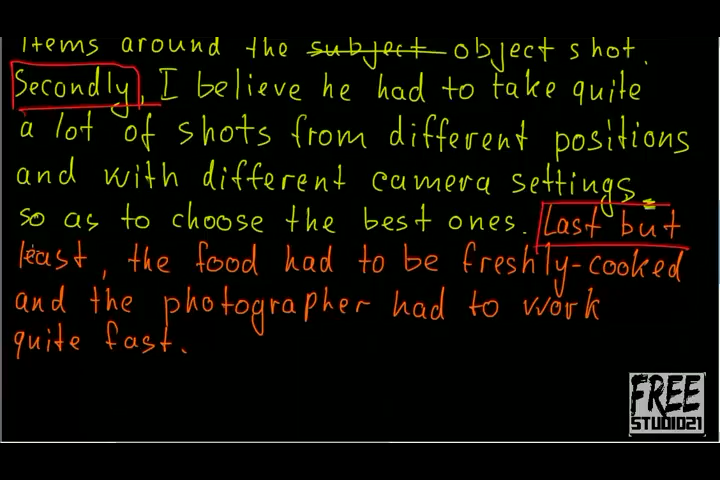 items around the subject object shot.
Secondly, I believe he had to take quite
a lot of shots from different positions
and with different camera settings
so as to choose the best ones. Last but
least, the food had to be freshly-cooked
and the photographer had to work
quite fast.
FREE
STUDIO21